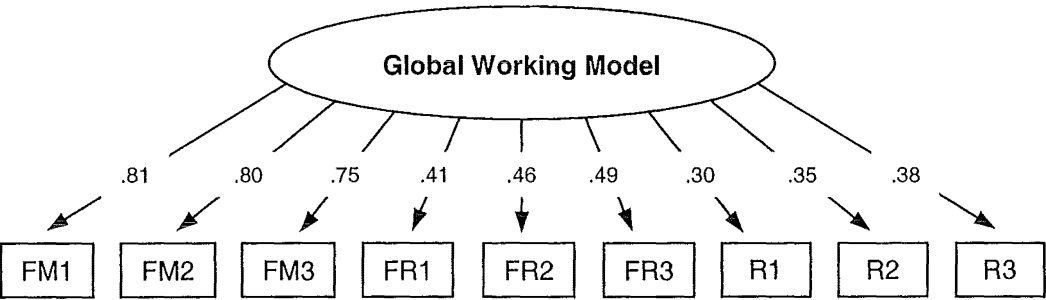 Global Working Model
.81 .80 .75 .41 .46 .49 .30 .35 .38
FM1 FM2 FM3 FR1 FR2 FR3 R1 R2 R3